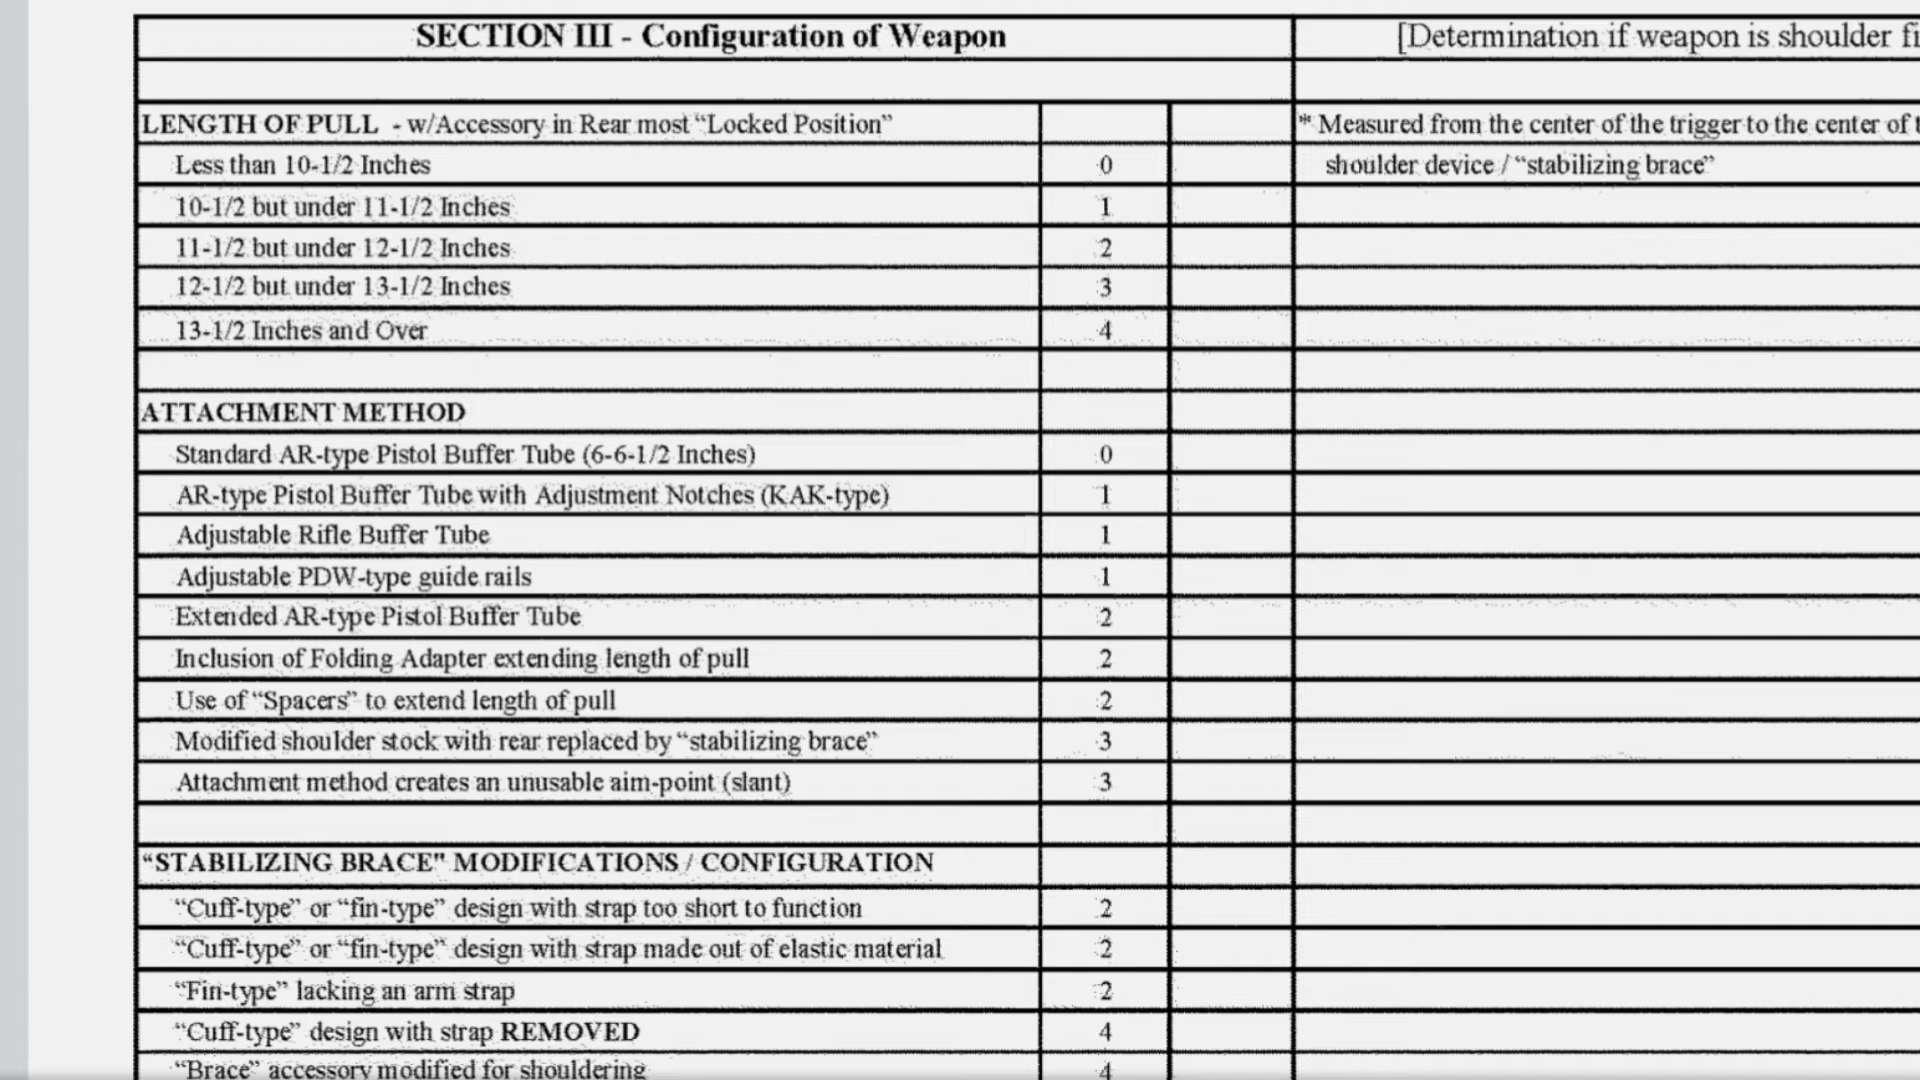 SECTION III - Configuration of Weapon [Determination if weapon is shoulder
LENGTH OF PULL - w/Accessory in Rear most “Locked Position” * Measured from the center of the trigger to the center of
Less than 10-1/2 Inches 0 shoulder device / “stabilizing brace”
10-1/2 but under 11-1/2 Inches 1
11-1/2 but under 12-1/2 Inches 2
12-1/2 but under 13-1/2 Inches 3
13-1/2 Inches and Over 4
ATTACHMENT METHOD
Standard AR-type Pistol Buffer Tube (6-6-1/2 Inches) 0
AR-type Pistol Buffer Tube with Adjustment Notches (KAK-type) 1
Adjustable Rifle Buffer Tube 1
Adjustable PDW-type guide rails 1
Extended AR-type Pistol Buffer Tube 2
Inclusion of Folding Adapter extending length of pull 2
Use of “Spacers” to extend length of pull 2
Modified shoulder stock with rear replaced by “stabilizing brace” 3
Attachment method creates an unusable aim-point (slant) 3
“STABILIZING BRACE" MODIFICATIONS / CONFIGURATION
“Cuff-type” or “fin-type” design with strap too short to function 2
“Cuff-type” or “fin-type” design with strap made out of elastic material 2
“Fin-type” lacking an arm strap 2
“Cuff-type” design with strap REMOVED 4
“Brace” accessory modified for shouldering 4